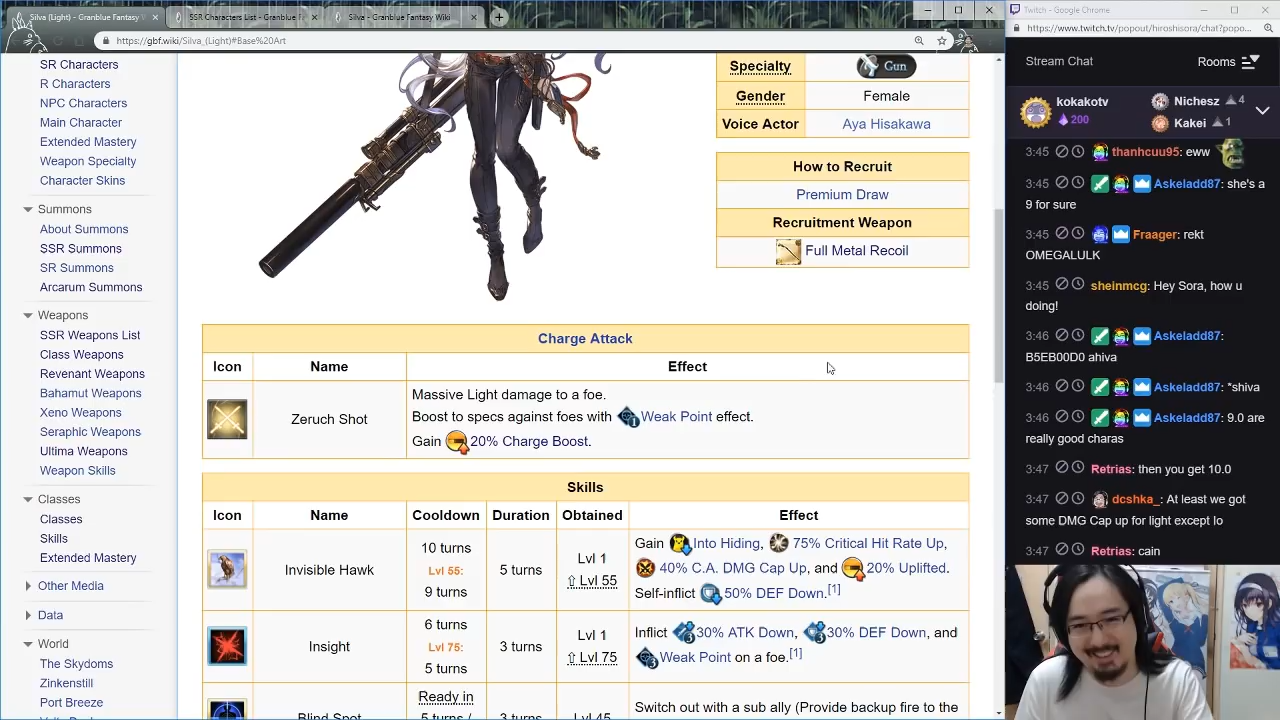 Silva (Light) - Granblue Fantasy W
SSR Characters List - Granblue Fa
Silva - Granblue Fantasy Wiki
Twitch - Google Chrome
https://gbf.wiki/Silva_(Light)#Base%20Art
https://www.twitch.tv/popout/hiroshisora/chat?popo...
SR Characters
R Characters
NPC Characters
Main Character
Extended Mastery
Weapon Specialty
Character Skins
Summons
About Summons
SSR Summons
SR Summons
Arcarum Summons
Weapons
SSR Weapons List
Class Weapons
Revenant Weapons
Bahamut Weapons
Xeno Weapons
Seraphic Weapons
Ultima Weapons
Weapon Skills
Classes
Classes
Skills
Extended Mastery
Other Media
Data
World
The Skydoms
Zinkenstill
Port Breeze
Specialty Gun
Gender Female
Voice Actor Aya Hisakawa
How to Recruit
Premium Draw
Recruitment Weapon
Full Metal Recoil
Charge Attack
Icon Name Effect
Zeruch Shot
Massive Light damage to a foe.
Boost to specs against foes with 1 Weak Point effect.
Gain 20% Charge Boost.
Skills
Icon Name Cooldown Duration Obtained Effect
Invisible Hawk
10 turns
Lvl 55:
9 turns
5 turns
Lvl 1
⇧Lvl 55
Gain Into Hiding, 75% Critical Hit Rate Up,
40% C.A. DMG Cap Up, and 20% Uplifted.
Self-inflict 50% DEF Down.[1]
Insight
6 turns
Lvl 75:
5 turns
3 turns
Lvl 1
⇧Lvl 75
Inflict 3 30% ATK Down, 3 30% DEF Down, and
3 Weak Point on a foe.[1]
Blind Spot
Ready in
5 turns /
3 turns
Lvl 45
Switch out with a sub ally (Provide backup fire to the
Stream Chat Rooms
kokakotv
200
Nichesz 4
Kakei 1
3:45 thanhcuu95: eww
3:45 Askeladd87: she's a
9 for sure
3:45 Fraager: rekt
OMEGALULK
3:45 sheinmcg: Hey Sora, how u
doing!
3:46 Askeladd87:
B5EB00D0 ahiva
3:46 Askeladd87: *shiva
3:46 Askeladd87: 9.0 are
really good charas
3:47 Retrias: then you get 10.0
3:47 dcshka_: At least we got
some DMG Cap up for light except lo
3:47 Retrias: cain